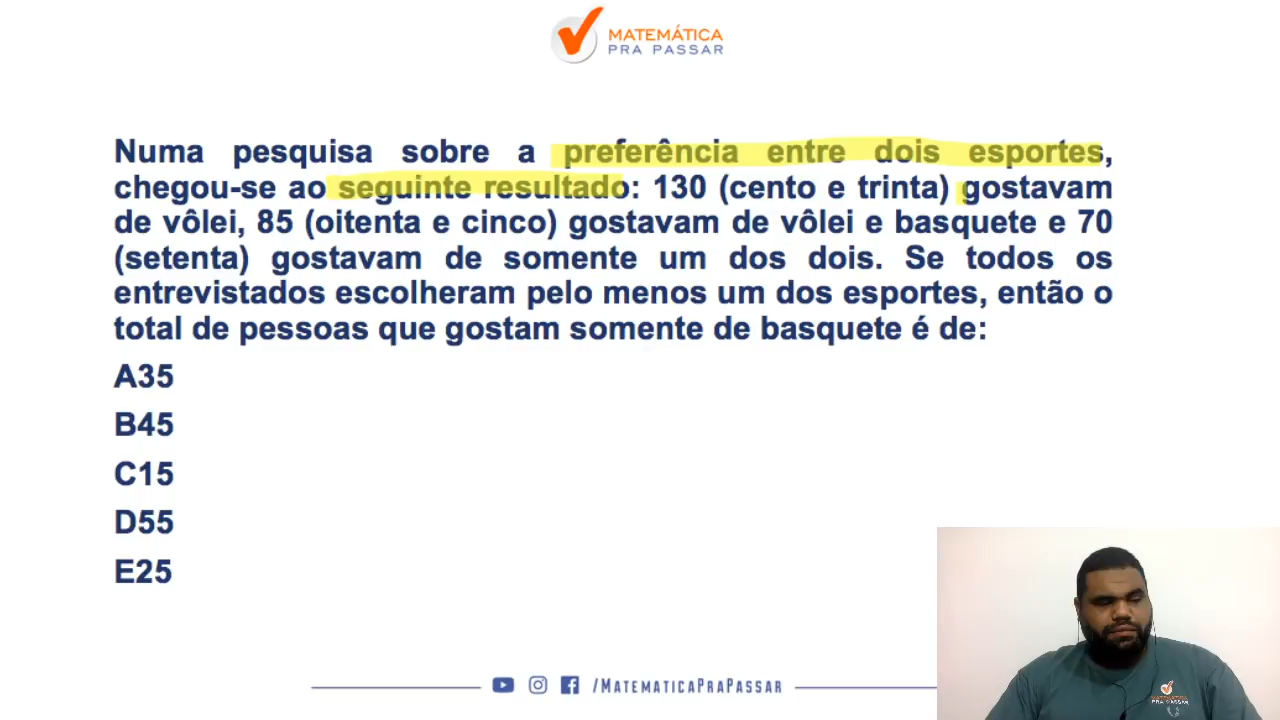 MATEMÁTICA
PRA PASSAR
Numa pesquisa sobre a preferência entre dois esportes,
chegou-se ao seguinte resultado: 130 (cento e trinta) gostavam
de vôlei, 85 (oitenta e cinco) gostavam de vôlei e basquete e 70
(setenta) gostavam de somente um dos dois. Se todos os
entrevistados escolheram pelo menos um dos esportes, então o
total de pessoas que gostam somente de basquete é de:
A35
B45
C15
D55
E25
MATEMÁTICA
PRA PASSAR
/MATEMATICAPRAPASSAR